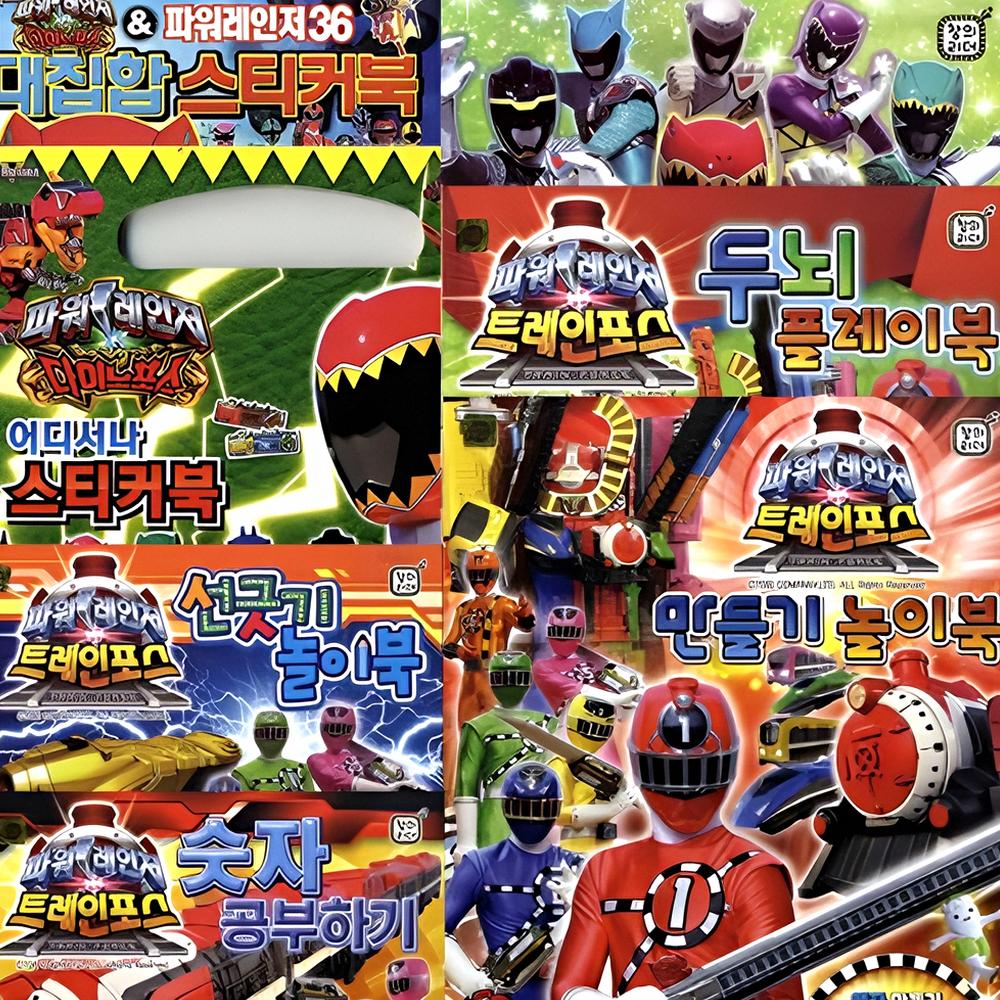 & 파워레인저 36
대집합 스티커북
파워레인저
다이노포스
어디서나
스티커북
파워레인저
트레인포스
선긋기
놀이북
파워레인저
트레인포스
숫자
공부하기
파워레인저
트레인포스
두뇌
플레이북
파워레인저
트레인포스
만들기 놀이북
1
1